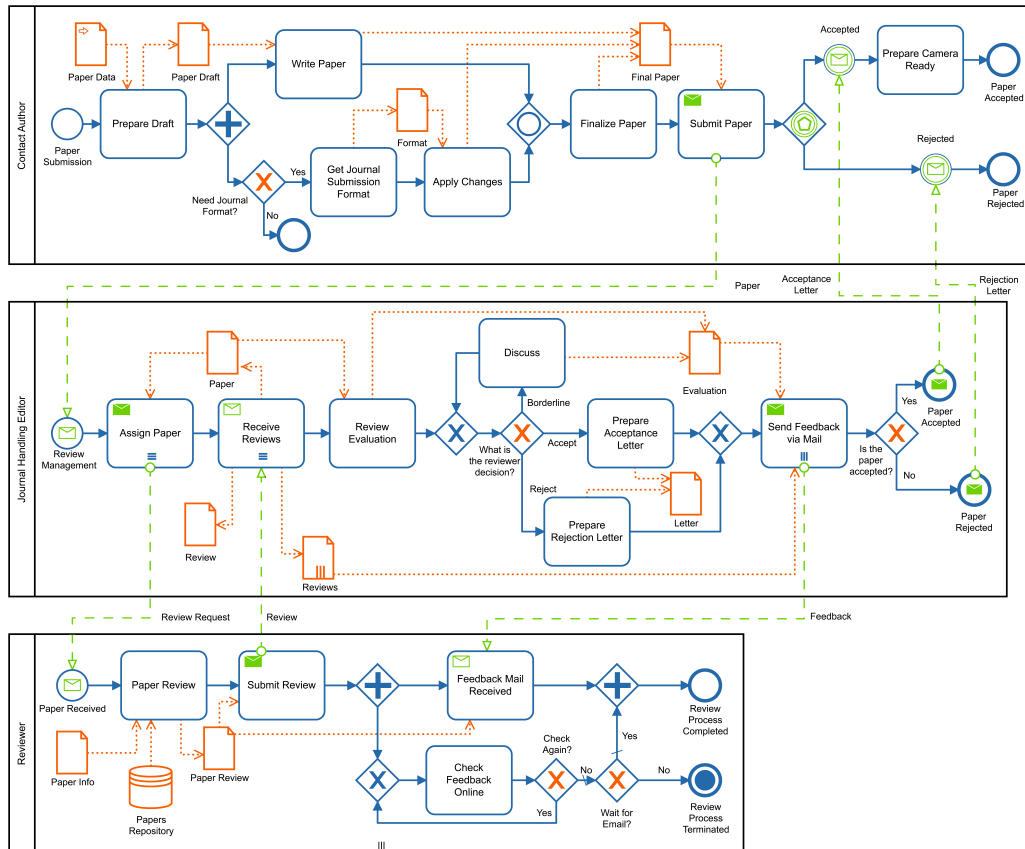 Contact Author
Paper Data
Paper Draft
Write Paper
Final Paper
Accepted
Prepare Camera
Ready
Paper
Accepted
Paper
Submission
Prepare Draft
Format
Finalize Paper
Submit Paper
Need Journal
Format?
Yes
No
Get Journal
Submission
Format
Apply Changes
Rejected
Paper
Rejected
Paper
Acceptance
Letter
Rejection
Letter
Journal Handling Editor
Paper
Discuss
Evaluation
Borderline
Review
Management
Assign Paper
Receive
Reviews
Review
Evaluation
What is
the reviewer
decision?
Accept
Prepare
Acceptance
Letter
Send Feedback
via Mail
Is the
paper
accepted?
Yes
Paper
Accepted
No
Paper
Rejected
Reject
Prepare
Rejection Letter
Letter
Review
Reviews
Review Request
Review
Feedback
Reviewer
Paper Received
Paper Review
Submit Review
Feedback Mail
Received
Review
Process
Completed
Paper Info
Papers
Repository
Paper Review
Check
Feedback
Online
Check
Again?
No
Yes
Yes
Wait for
Email?
No
Review
Process
Terminated